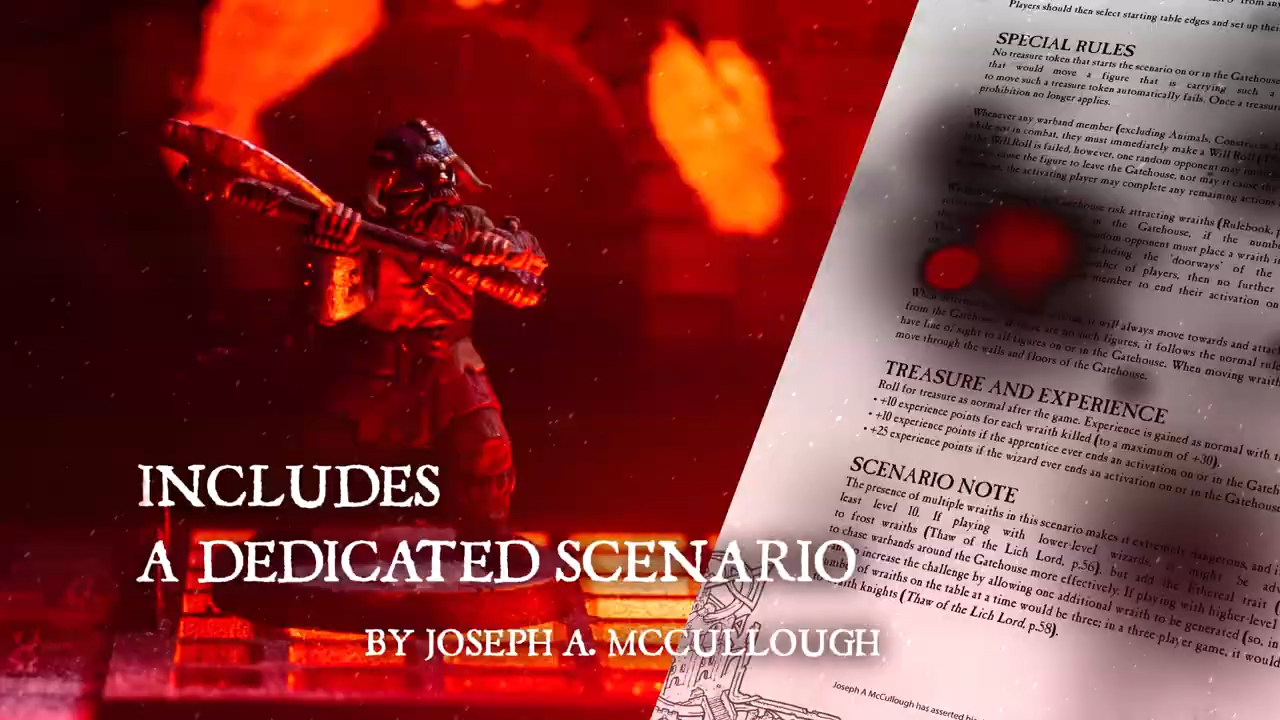 INCLUDES
A DEDICATED SCENARIO
BY JOSEPH A. MCCULLOUGH
from any
Players should then select starting table edges and set up their
SPECIAL RULES
No treasure token that starts the scenario on or in the Gatehouse
that would move a figure that is carrying such a
to move such a treasure token automatically fails. Once a treasure
prohibition no longer applies.
Whenever any warband member (excluding Animals, Constructs,
while not in combat, they must immediately make a Will Roll (
the Will Roll is failed, however, one random opponent may
cause the figure to leave the Gatehouse, nor may it cause
the activating player may complete any remaining actions
Gatehouse risk attracting wraiths (Rulebook,
in the Gatehouse, if the number
random opponent must place a wraith
excluding the 'doorways' of the
number of players, then no further
member to end their activation on
When it will always move towards and attack
from the Gatehouse. If there are no such figures, it follows the normal rules
have line of sight to all figures on or in the Gatehouse. When moving wraiths
move through the walls and floors of the Gatehouse.
TREASURE AND EXPERIENCE
Roll for treasure as normal after the game. Experience is gained as normal with
• +10 experience points for each wraith killed (to a maximum of +30).
• +10 experience points if the apprentice ever ends an activation on or in the Gatehouse
• +25 experience points if the wizard ever ends an activation on or in the Gatehouse
SCENARIO NOTE
The presence of multiple wraiths in this scenario makes it extremely dangerous, and
least level 10. If playing with lower-level wizards, it might be
to frost wraiths (Thaw of the Lich Lord, p.56), but add the Ethereal trait
to chase warbands around the Gatehouse more effectively. If playing with higher-level
increase the challenge by allowing one additional wraith to be generated (so, in
of wraiths on the table at a time would be three; in a three-player game, it would
knights (Thaw of the Lich Lord, p.58).
Joseph A McCullough has asserted